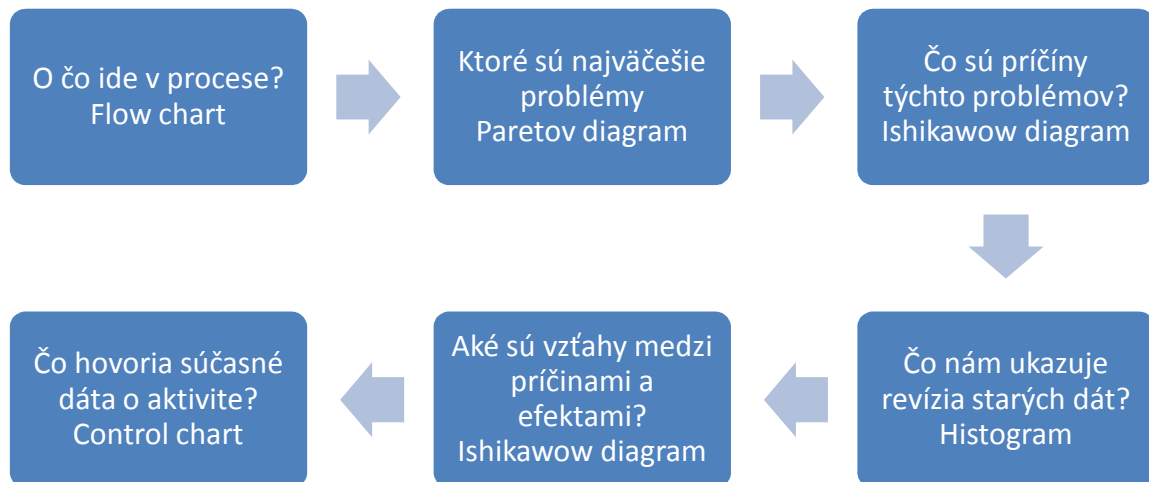 O čo ide v procese?
Flow chart
Ktoré sú najväčešie
problémy
Paretov diagram
Čo sú príčíny
týchto problémov?
Ishikawow diagram
Čo nám ukazuje
revízia starých dát?
Histogram
Aké sú vzťahy medzi
príčinami a
efektami?
Ishikawow diagram
Čo hovoria súčasné
dáta o aktivite?
Control chart